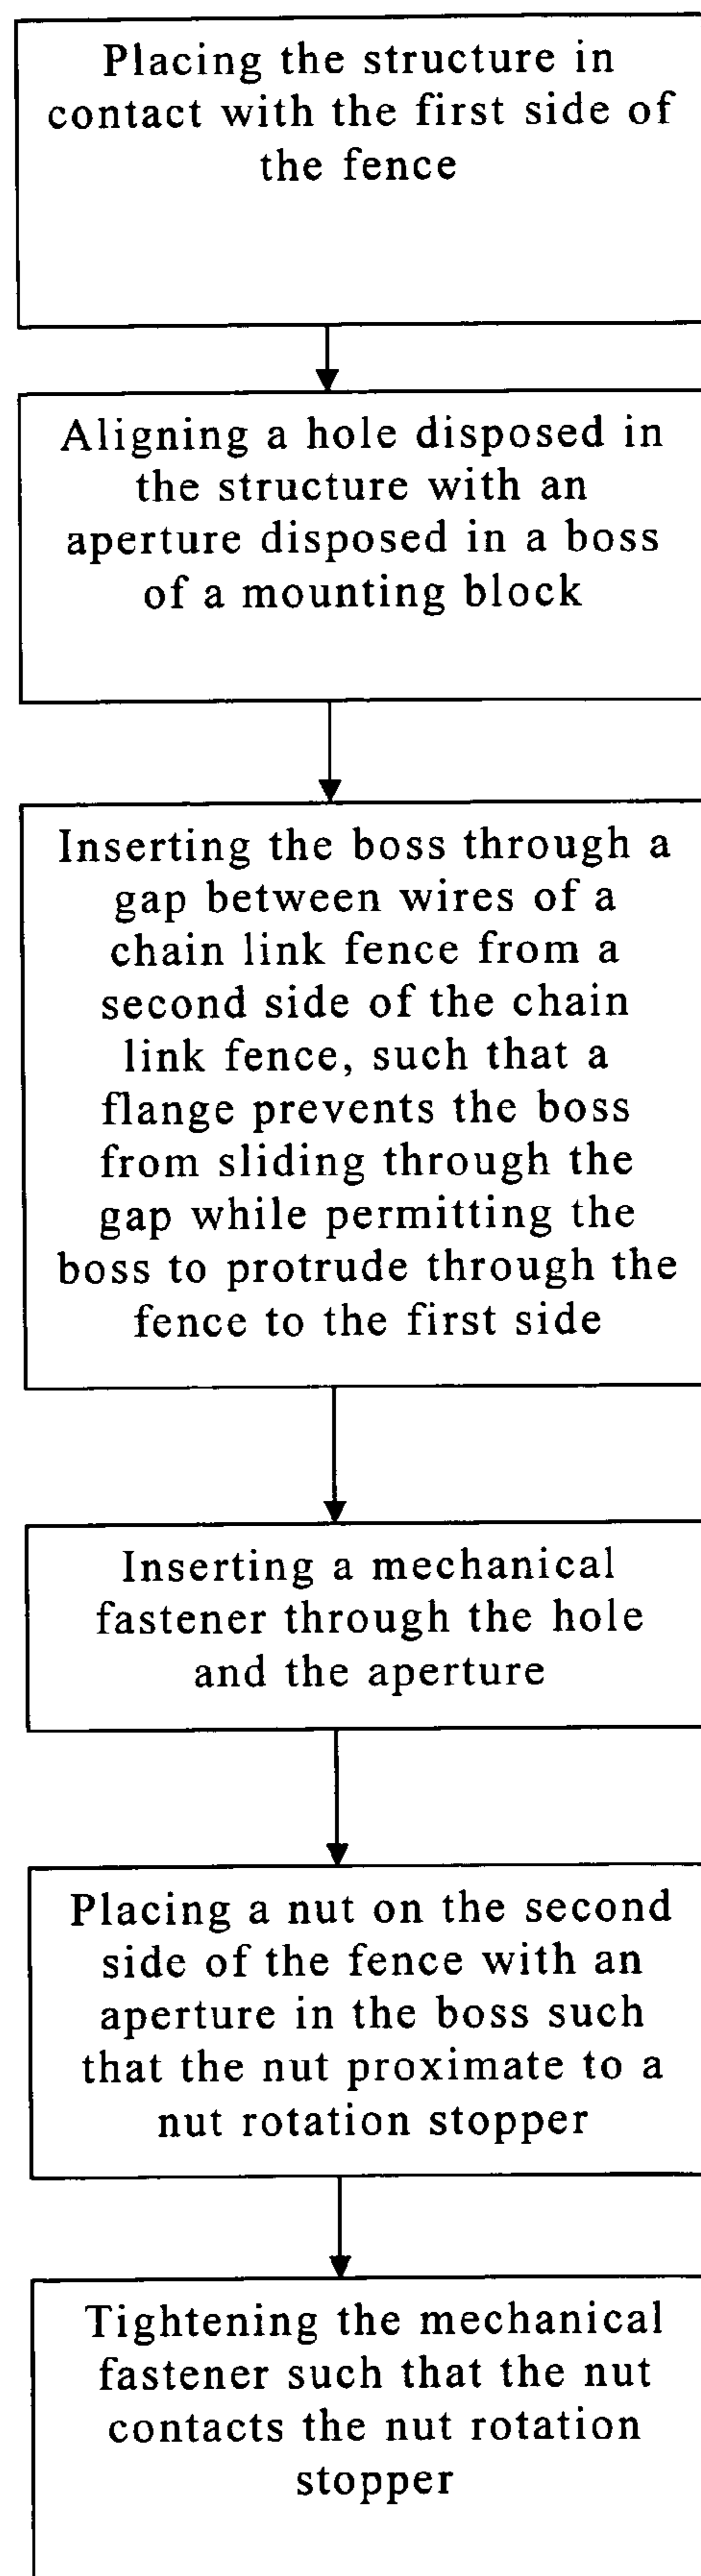 Placing the structure in
contact with the first side of
the fence
Aligning a hole disposed in
the structure with an
aperture disposed in a boss
of a mounting block
Inserting the boss through a
gap between wires of a
chain link fence from a
second side of the chain
link fence, such that a
flange prevents the boss
from sliding through the
gap while permitting the
boss to protrude through the
fence to the first side
Inserting a mechanical
fastener through the hole
and the aperture
Placing a nut on the second
side of the fence with an
aperture in the boss such
that the nut proximate to a
nut rotation stopper
Tightening the mechanical
fastener such that the nut
contacts the nut rotation
stopper